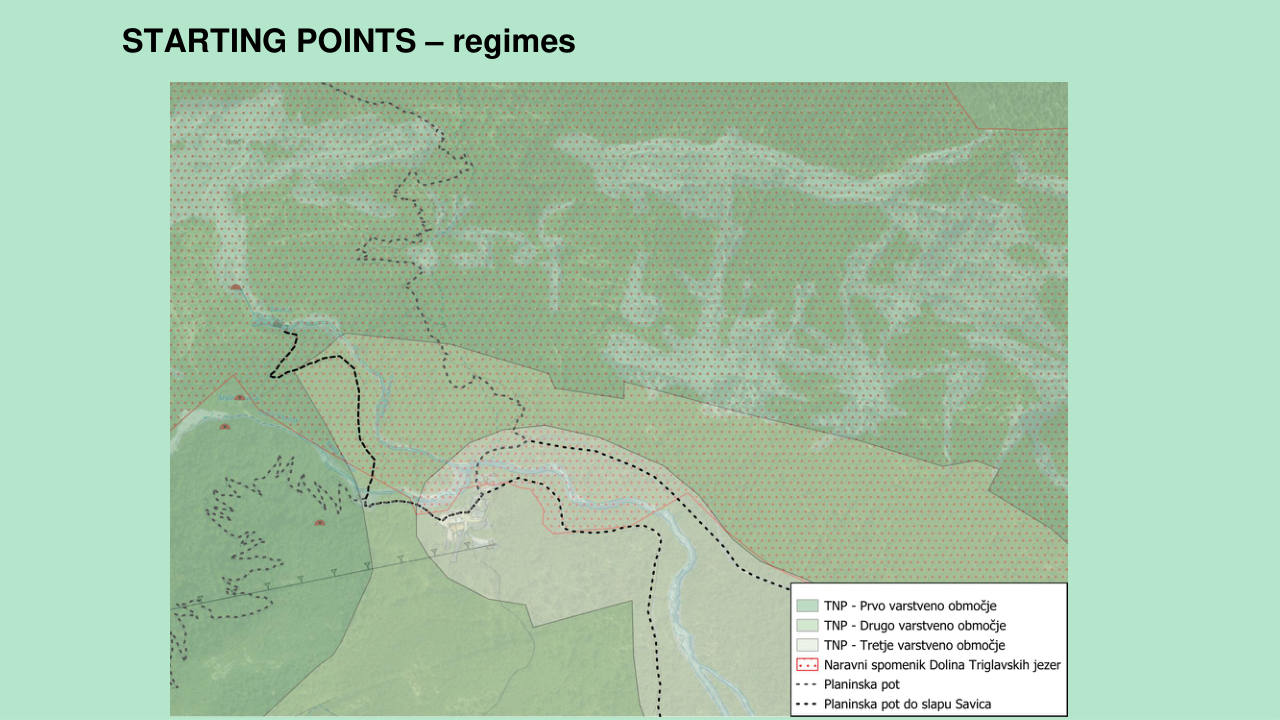 STARTING POINTS – regimes
TNP - Prvo varstveno območje
TNP - Drugo varstveno območje
TNP - Tretje varstveno območje
Naravni spomenik Dolina Triglavskih jezer
Planinska pot
Planinska pot do slapu Savica